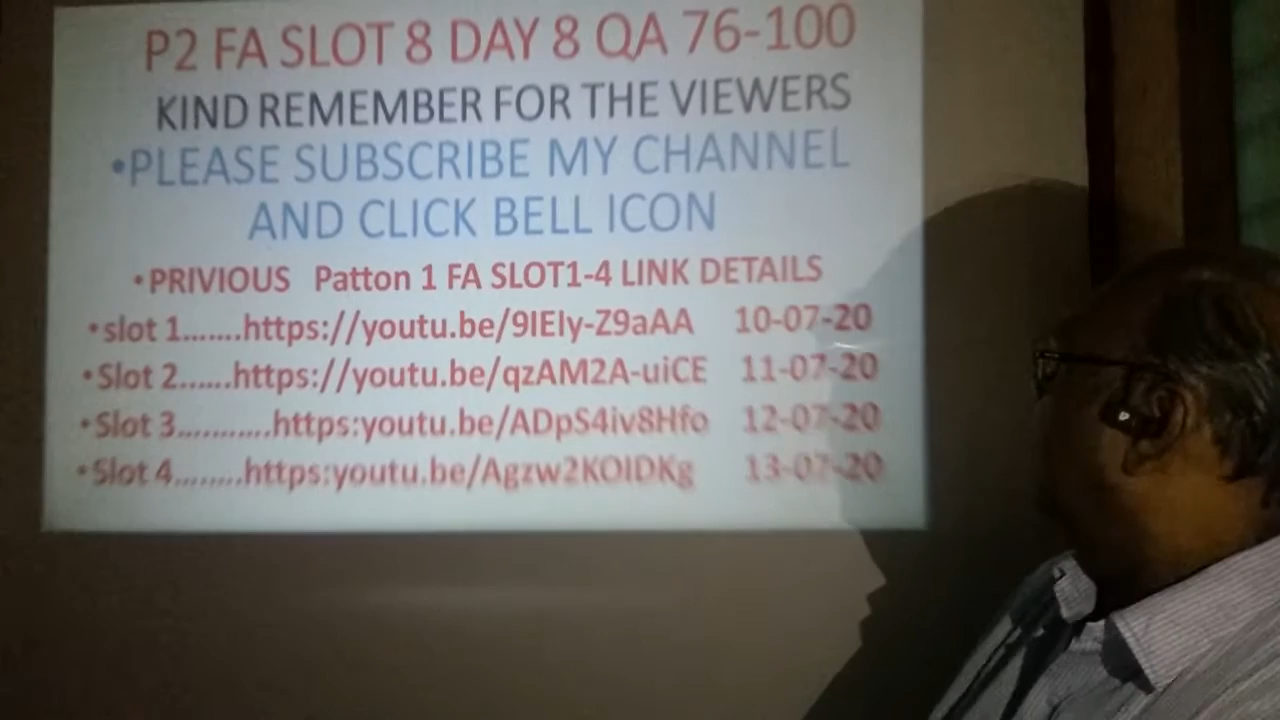 P2 FA SLOT 8 DAY 8 QA 76-100
KIND REMEMBER FOR THE VIEWERS
•PLEASE SUBSCRIBE MY CHANNEL
AND CLICK BELL ICON
•PRIVIOUS Patton 1 FA SLOT1-4 LINK DETAILS
•slot 1.......https://youtu.be/9IEly-Z9aAA 10-07-20
•Slot 2......https://youtu.be/qzAM2A-uiCE 11-07-20
•Slot 3...........https:youtu.be/ADpS4iv8Hfo 12-07-20
•Slot 4........https:youtu.be/Agzw2KOIDKg 13-07-20